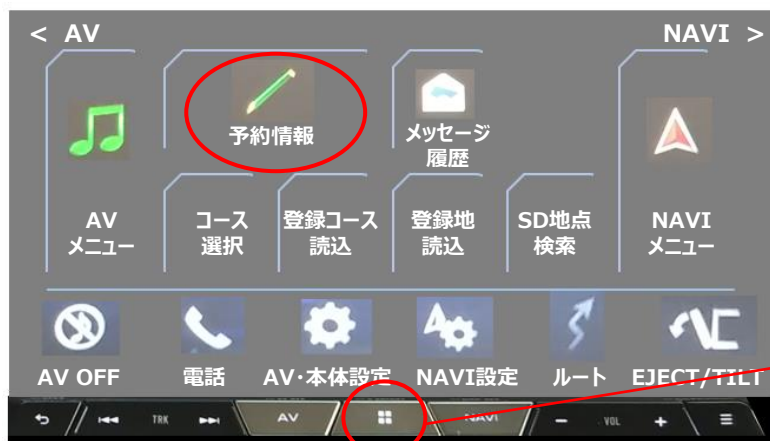 < AV
NAVI >
予約情報
メッセージ
履歴
AV
メニュー
コース
選択
登録コース
読込
登録地
読込
SD地点
検索
NAVI
メニュー
AV OFF
電話
AV・本体設定
NAVI設定
ルート
EJECT/TILT
TRK
AV
NAVI
VOL